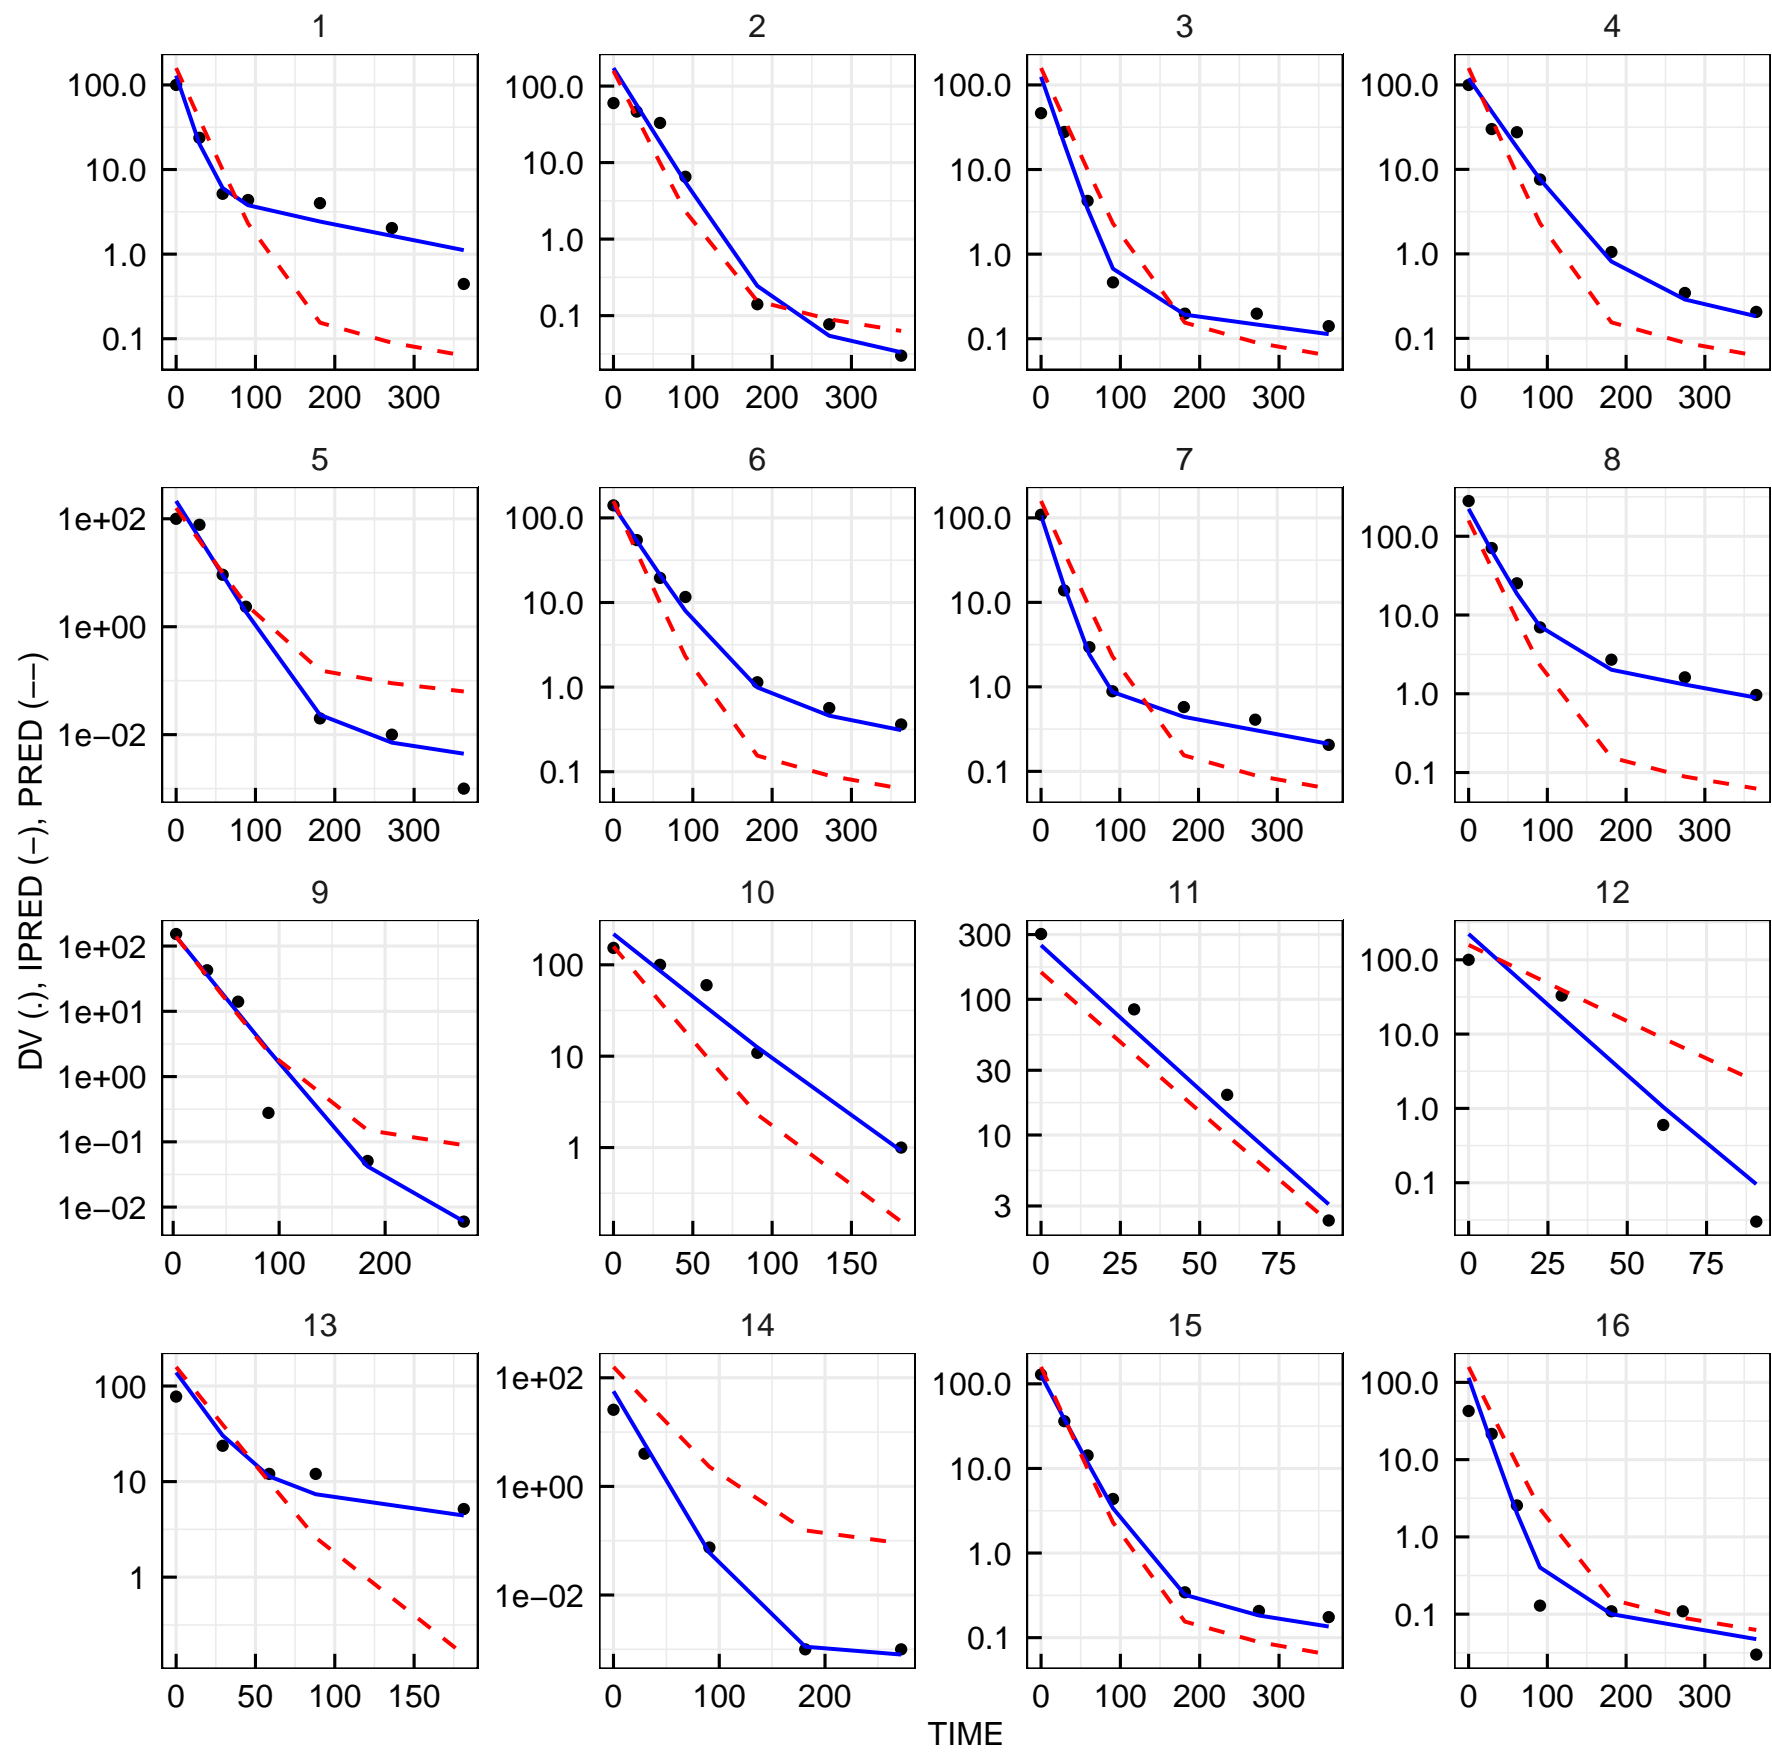 1 2 3 4
100.0 100.0 100.0 100.0
10.0 10.0 10.0 10.0
1.0 1.0 1.0 1.0
0.1 0.1 0.1 0.1
0 100 200 300 0 100 200 300 0 100 200 300 0 100 200 300
5 6 7 8
1e+02 100.0 100.0 100.0
1e+00 10.0 10.0 10.0
1e−02 1.0 1.0 1.0
0.1 0.1 0.1
0 100 200 300 0 100 200 300 0 100 200 300 0 100 200 300
DV (.), IPRED (−), PRED (−−)
9 10 11 12
1e+02 100 300 100.0
1e+01 10 100 10.0
1e+00 1 30 1.0
1e−01 10 0.1
1e−02 3
0 100 200 0 50 100 150 0 25 50 75 0 25 50 75
13 14 15 16
100 1e+02 100.0 100.0
10 1e+00 10.0 10.0
1 1e−02 1.0 1.0
0.1 0.1
0 50 100 150 0 100 200 0 100 200 300 0 100 200 300
TIME